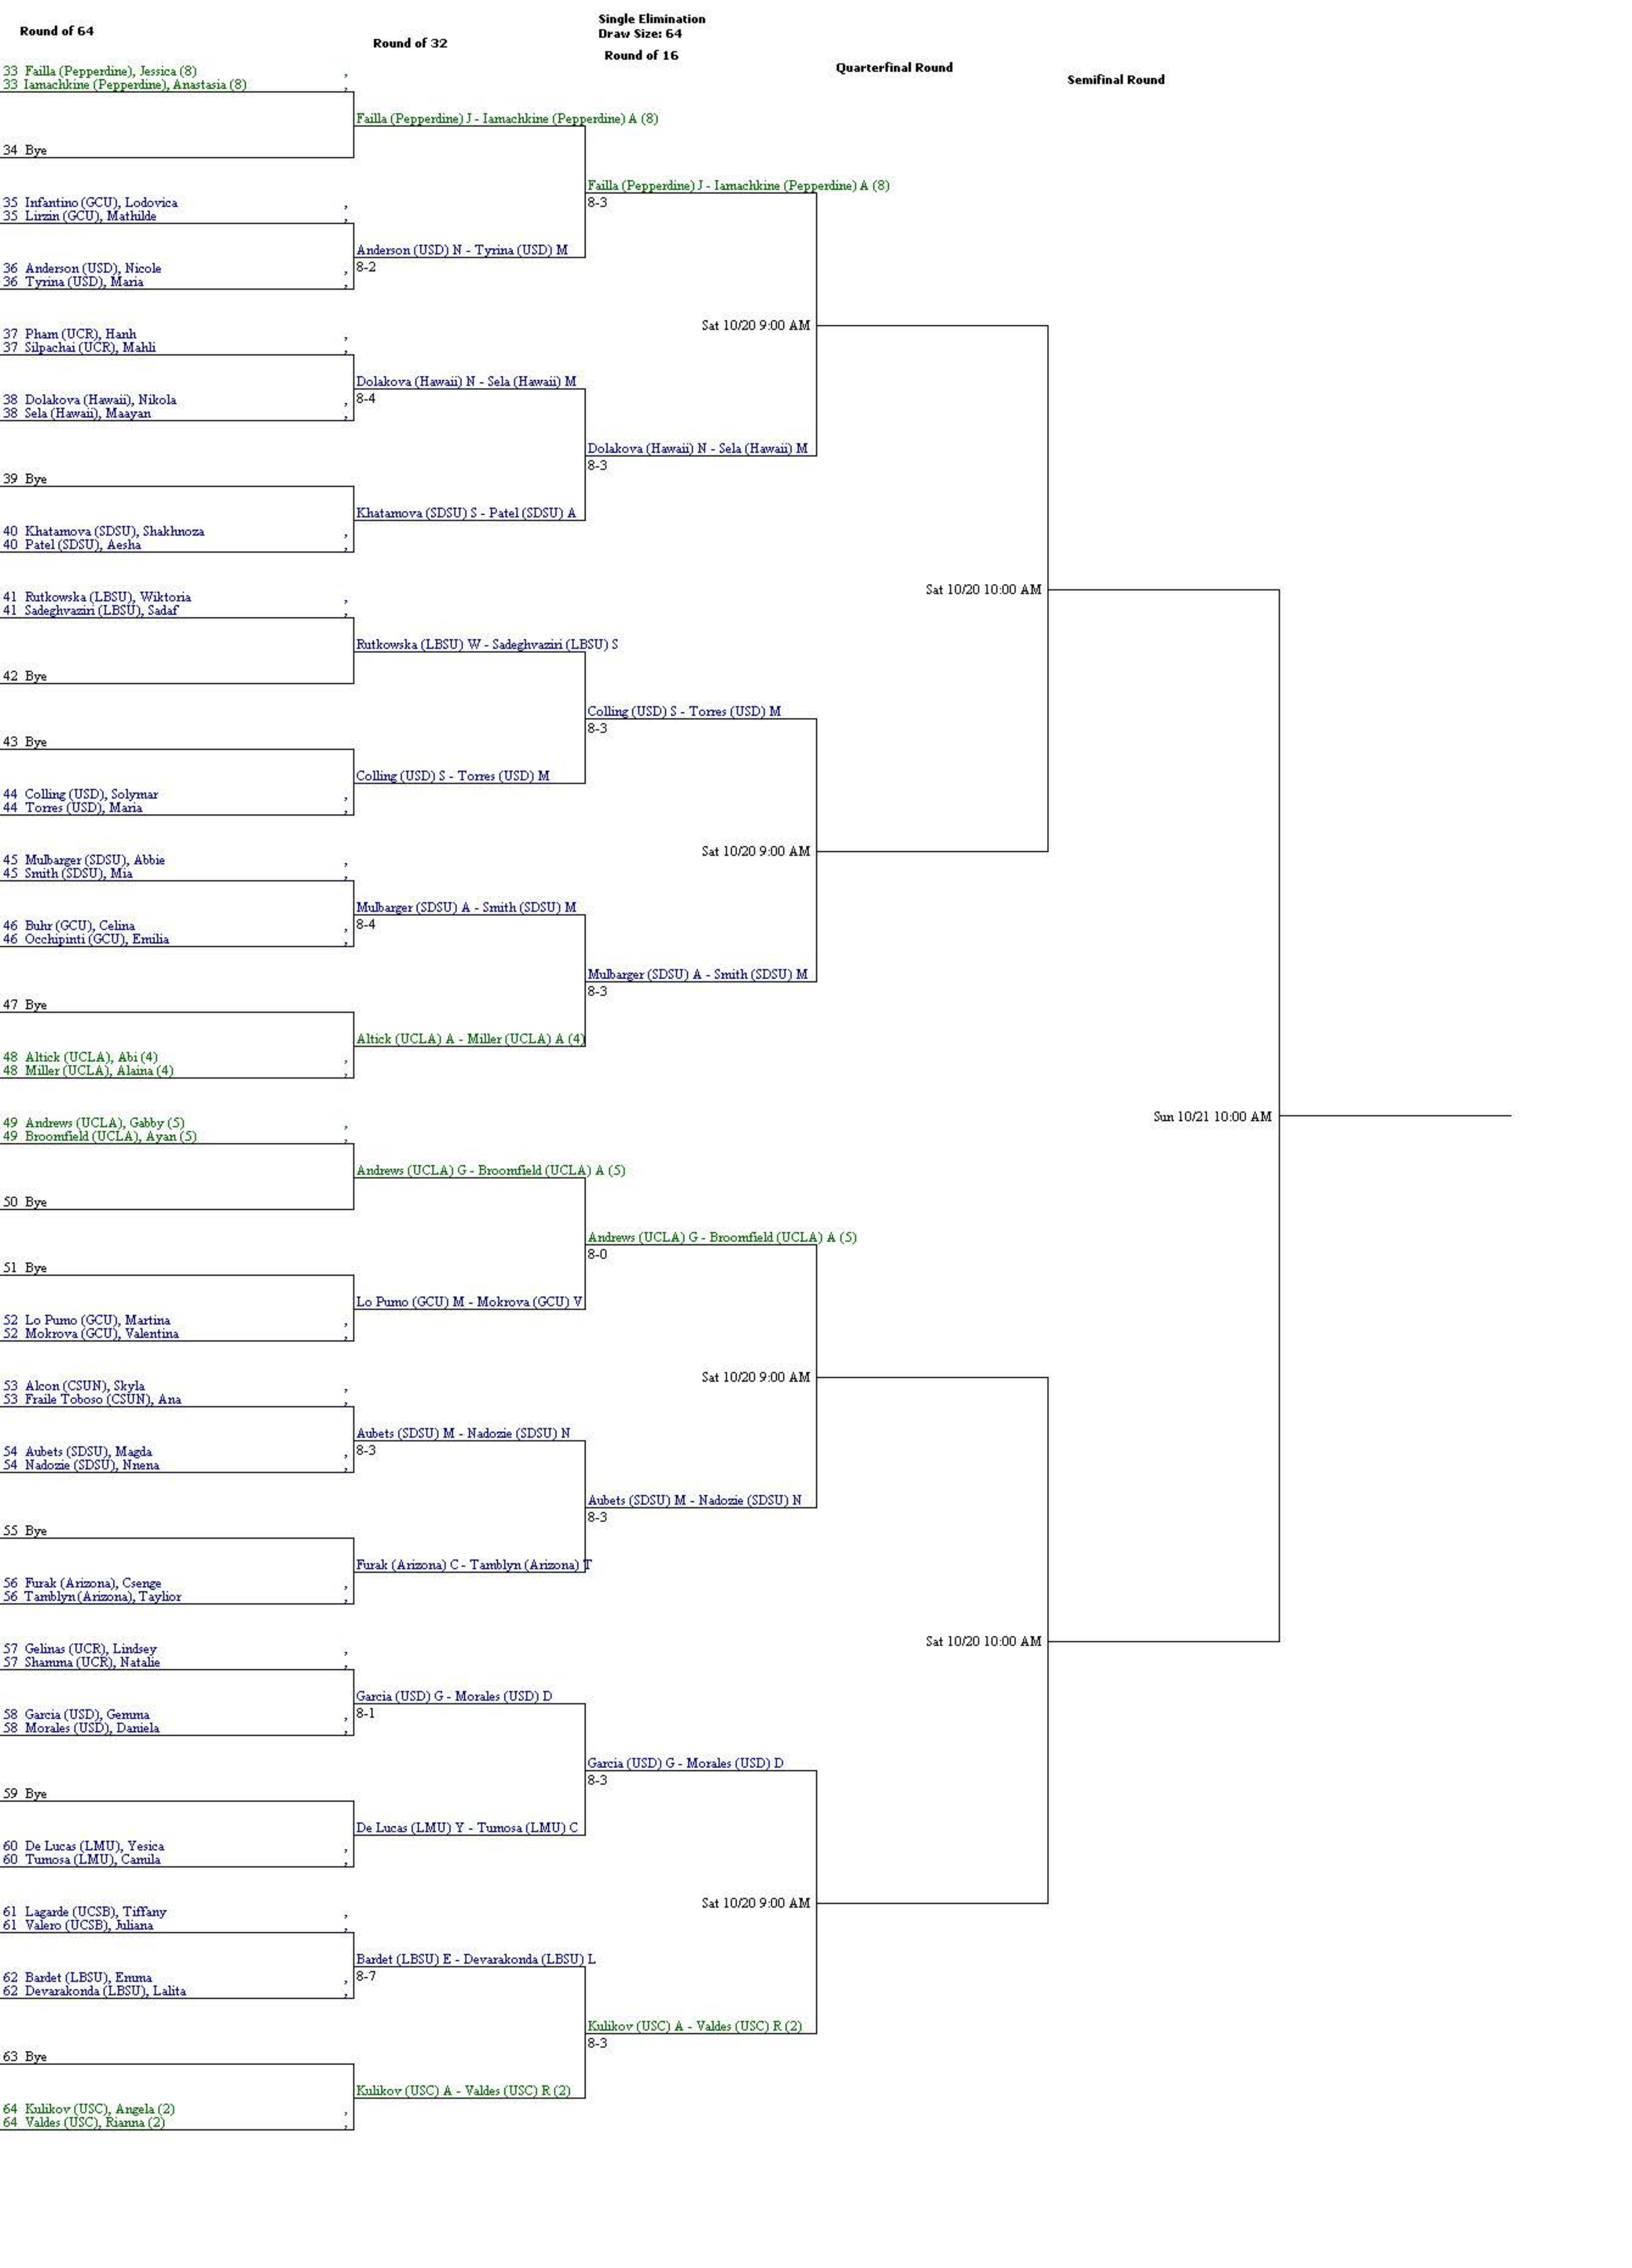 Single Elimination
Draw Size: 64
Round of 64
Round of 32
Round of 16
Quarterfinal Round
Semifinal Round
33 Failla (Pepperdine), Jessica (8) ,
33 Iamachkine (Pepperdine), Anastasia (8) ,
Failla (Pepperdine) J - Iamachkine (Pepperdine) A (8)
34 Bye
Failla (Pepperdine) J - Iamachkine (Pepperdine) A (8)
8-3
35 Infantino (GCU), Lodovica ,
35 Lirzin (GCU), Mathilde ,
Anderson (USD) N - Tyrina (USD) M
8-2
36 Anderson (USD), Nicole ,
36 Tyrina (USD), Maria ,
Sat 10/20 9:00 AM
37 Pham (UCR), Hanh ,
37 Silpachai (UCR), Mahli ,
Dolakova (Hawaii) N - Sela (Hawaii) M
8-4
38 Dolakova (Hawaii), Nikola ,
38 Sela (Hawaii), Maayan ,
Dolakova (Hawaii) N - Sela (Hawaii) M
8-3
39 Bye
Khatamova (SDSU) S - Patel (SDSU) A
40 Khatamova (SDSU), Shakhnoza ,
40 Patel (SDSU), Aesha ,
Sat 10/20 10:00 AM
41 Rutkowska (LBSU), Wiktoria ,
41 Sadeghvaziri (LBSU), Sadaf ,
Rutkowska (LBSU) W - Sadeghvaziri (LBSU) S
42 Bye
Colling (USD) S - Torres (USD) M
8-3
43 Bye
Colling (USD) S - Torres (USD) M
44 Colling (USD), Solymar ,
44 Torres (USD), Maria ,
Sat 10/20 9:00 AM
45 Mulbarger (SDSU), Abbie ,
45 Smith (SDSU), Mia ,
Mulbarger (SDSU) A - Smith (SDSU) M
8-4
46 Buhr (GCU), Celina ,
46 Occhipinti (GCU), Emilia ,
Mulbarger (SDSU) A - Smith (SDSU) M
8-3
47 Bye
Altick (UCLA) A - Miller (UCLA) A (4)
48 Altick (UCLA), Abi (4) ,
48 Miller (UCLA), Alaina (4) ,
Sun 10/21 10:00 AM
49 Andrews (UCLA), Gabby (5) ,
49 Broomfield (UCLA), Ayan (5) ,
Andrews (UCLA) G - Broomfield (UCLA) A (5)
50 Bye
Andrews (UCLA) G - Broomfield (UCLA) A (5)
8-0
51 Bye
Lo Pumo (GCU) M - Mokrova (GCU) V
52 Lo Pumo (GCU), Martina ,
52 Mokrova (GCU), Valentina ,
Sat 10/20 9:00 AM
53 Alcon (CSUN), Skyla ,
53 Fraile Toboso (CSUN), Ana ,
Aubets (SDSU) M - Nadozie (SDSU) N
8-3
54 Aubets (SDSU), Magda ,
54 Nadozie (SDSU), Nnena ,
Aubets (SDSU) M - Nadozie (SDSU) N
8-3
55 Bye
Furak (Arizona) C - Tamblyn (Arizona) T
56 Furak (Arizona), Csenge ,
56 Tamblyn (Arizona), Taylior ,
Sat 10/20 10:00 AM
57 Gelinas (UCR), Lindsey ,
57 Shamma (UCR), Natalie ,
Garcia (USD) G - Morales (USD) D
8-1
58 Garcia (USD), Gemma ,
58 Morales (USD), Daniela ,
Garcia (USD) G - Morales (USD) D
8-3
59 Bye
De Lucas (LMU) Y - Tumosa (LMU) C
60 De Lucas (LMU), Yesica ,
60 Tumosa (LMU), Camila ,
Sat 10/20 9:00 AM
61 Lagarde (UCSB), Tiffany ,
61 Valero (UCSB), Juliana ,
Bardet (LBSU) E - Devarakonda (LBSU) L
8-7
62 Bardet (LBSU), Emma ,
62 Devarakonda (LBSU), Lalita ,
Kulikov (USC) A - Valdes (USC) R (2)
8-3
63 Bye
Kulikov (USC) A - Valdes (USC) R (2)
64 Kulikov (USC), Angela (2) ,
64 Valdes (USC), Rianna (2) ,